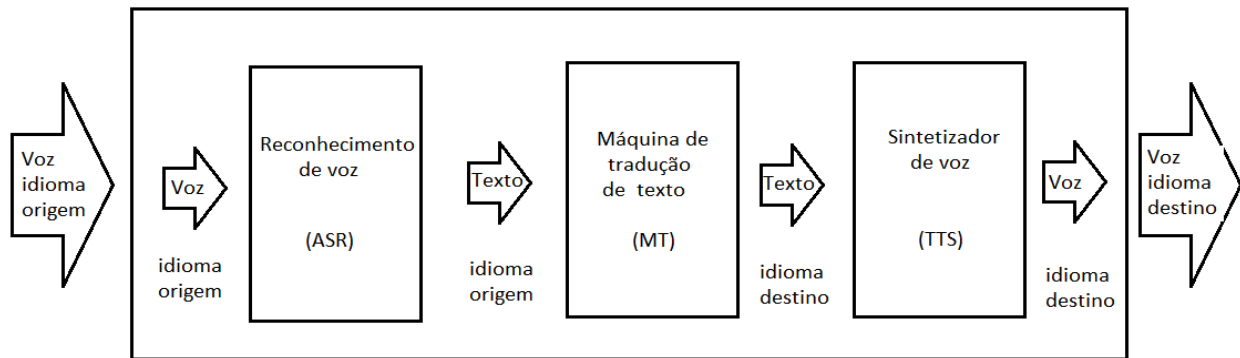 Voz
idioma
origem
Voz
idioma
origem
Reconhecimento
de voz
(ASR)
Texto
idioma
origem
Máquina de
tradução
de texto
(MT)
Texto
idioma
destino
Sintetizador
de voz
(TTS)
Voz
idioma
destino
Voz
idioma
destino